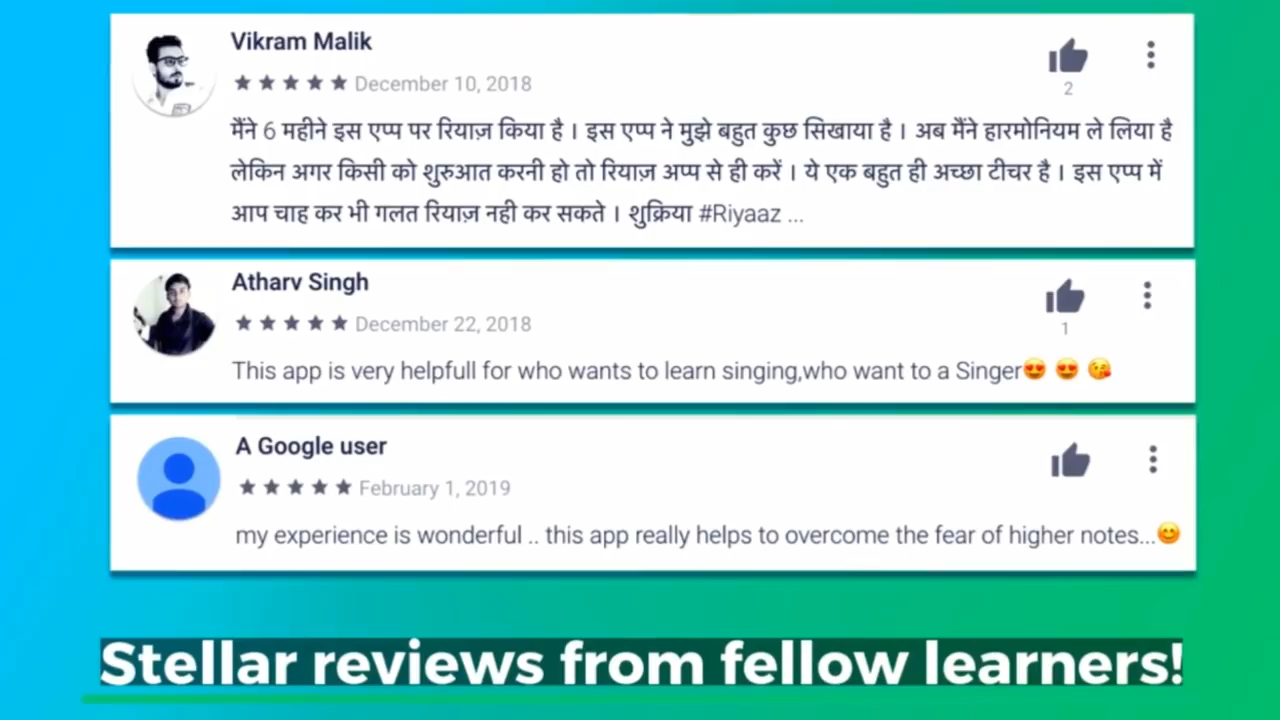 Vikram Malik
★★★★★ December 10, 2018
2
मैंने 6 महीने इस एप्प पर रियाज़ किया है । इस एप्प ने मुझे बहुत कुछ सिखाया है । अब मैंने हारमोनियम ले लिया है
लेकिन अगर किसी को शुरुआत करनी हो तो रियाज़ अप्प से ही करें । ये एक बहुत ही अच्छा टीचर है । इस एप्प में
आप चाह कर भी गलत रियाज़ नही कर सकते । शुक्रिया #Riyaaz ...
Atharv Singh
★★★★★ December 22, 2018
1
This app is very helpfull for who wants to learn singing,who want to a Singer😍 😍 😘
A Google user
★★★★★ February 1, 2019
my experience is wonderful .. this app really helps to overcome the fear of higher notes...😊
Stellar reviews from fellow learners!